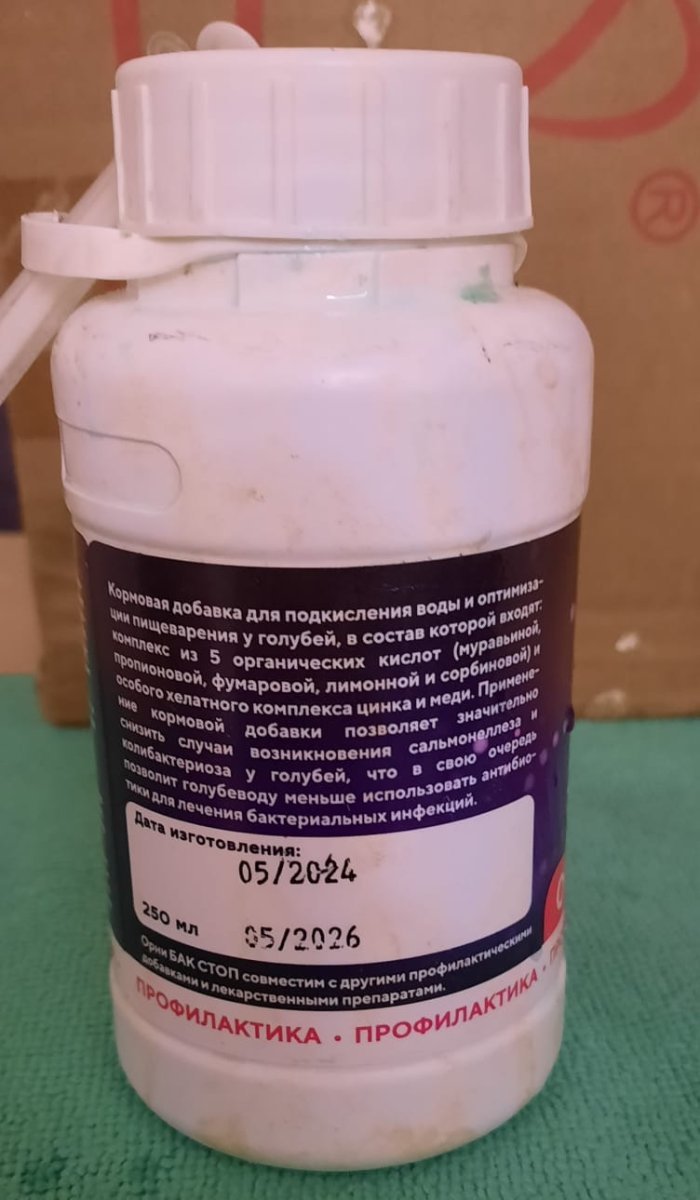 ®
Кормовая добавка для подкисления воды и оптимиза-
ции пищеварения у голубей, в состав которой входят:
комплекс из 5 органических кислот (муравьиной,
пропионовой, фумаровой, лимонной и сорбиновой) и
особого хелатного комплекса цинка и меди. Примене-
ние кормовой добавки позволяет значительно
снизить случаи возникновения сальмонеллеза и
колибактериоза у голубей, что в свою очередь
позволит голубеводу меньше использовать антибио-
тики для лечения бактериальных инфекций.
Дата изготовления:
05/2024
250 мл 05/2026
Орни БАК СТОП совместим с другими профилактическими
добавками и лекарственными препаратами.
ПРОФИЛАКТИКА • ПРОФИЛАКТИКА •